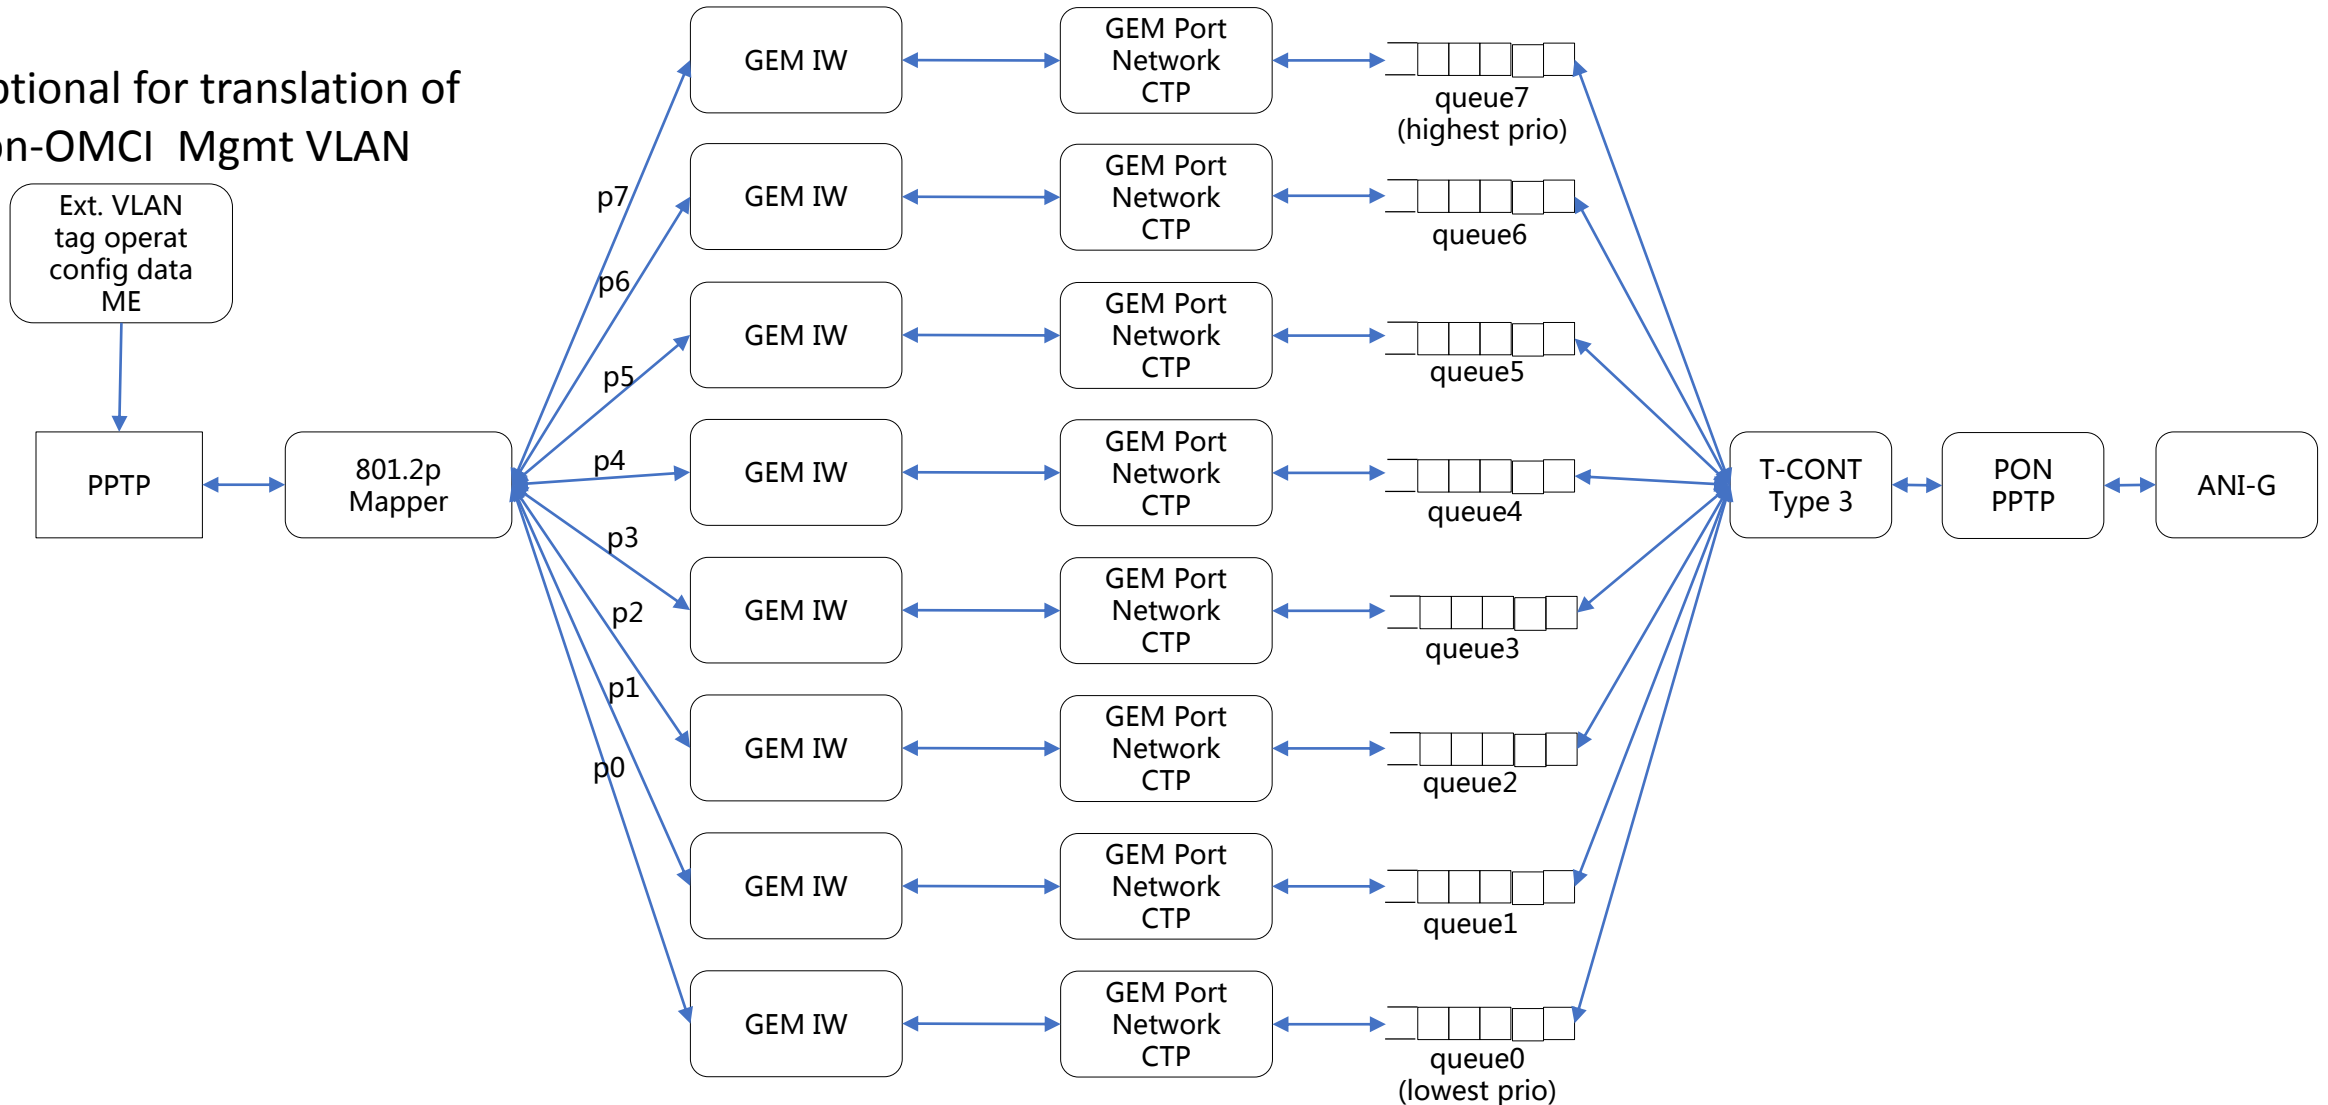 ptional for translation of
on-OMCI  Mgmt VLAN
Ext. VLAN
tag operat
config data
ME
PPTP
801.2p
Mapper
p7
p6
p5
p4
p3
p2
p1
p0
GEM IW
GEM Port
Network
CTP
queue7
(highest prio)
GEM IW
GEM Port
Network
CTP
queue6
GEM IW
GEM Port
Network
CTP
queue5
GEM IW
GEM Port
Network
CTP
queue4
GEM IW
GEM Port
Network
CTP
queue3
GEM IW
GEM Port
Network
CTP
queue2
GEM IW
GEM Port
Network
CTP
queue1
GEM IW
GEM Port
Network
CTP
queue0
(lowest prio)
T-CONT
Type 3
PON
PPTP
ANI-G